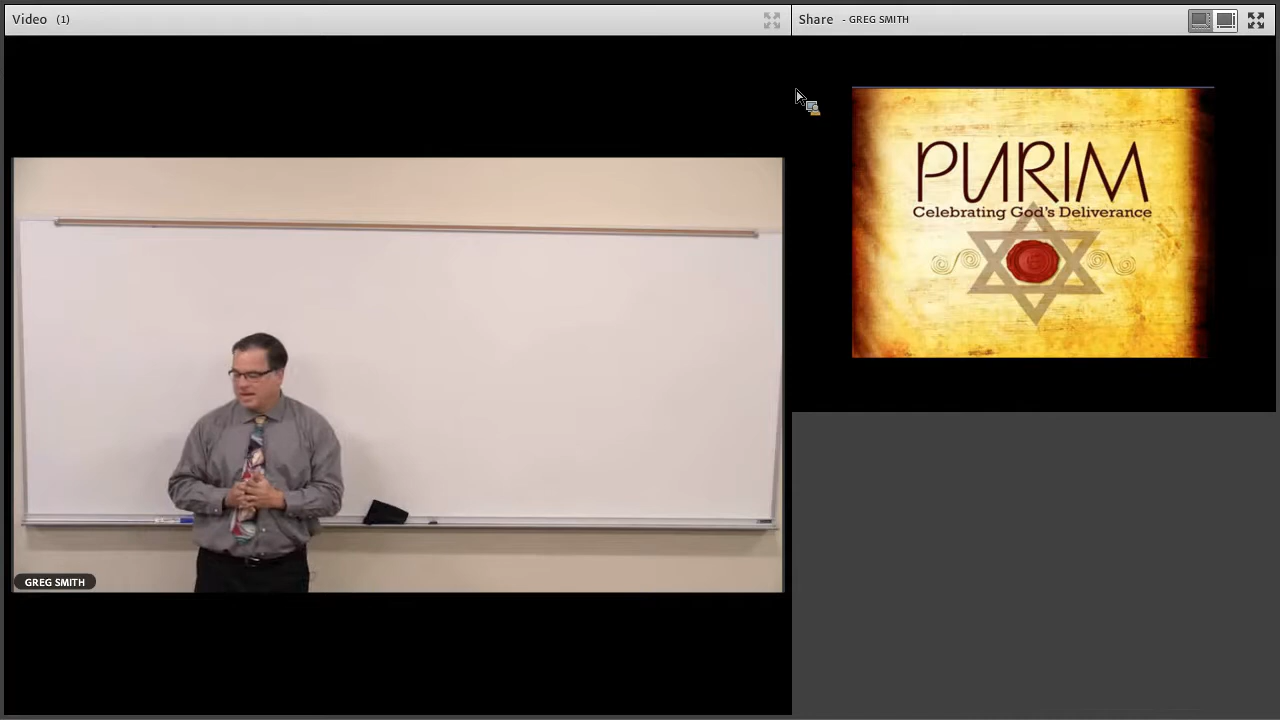 Video (1)
Share - GREG SMITH
PURIM
Celebrating God's Deliverance
GREG SMITH